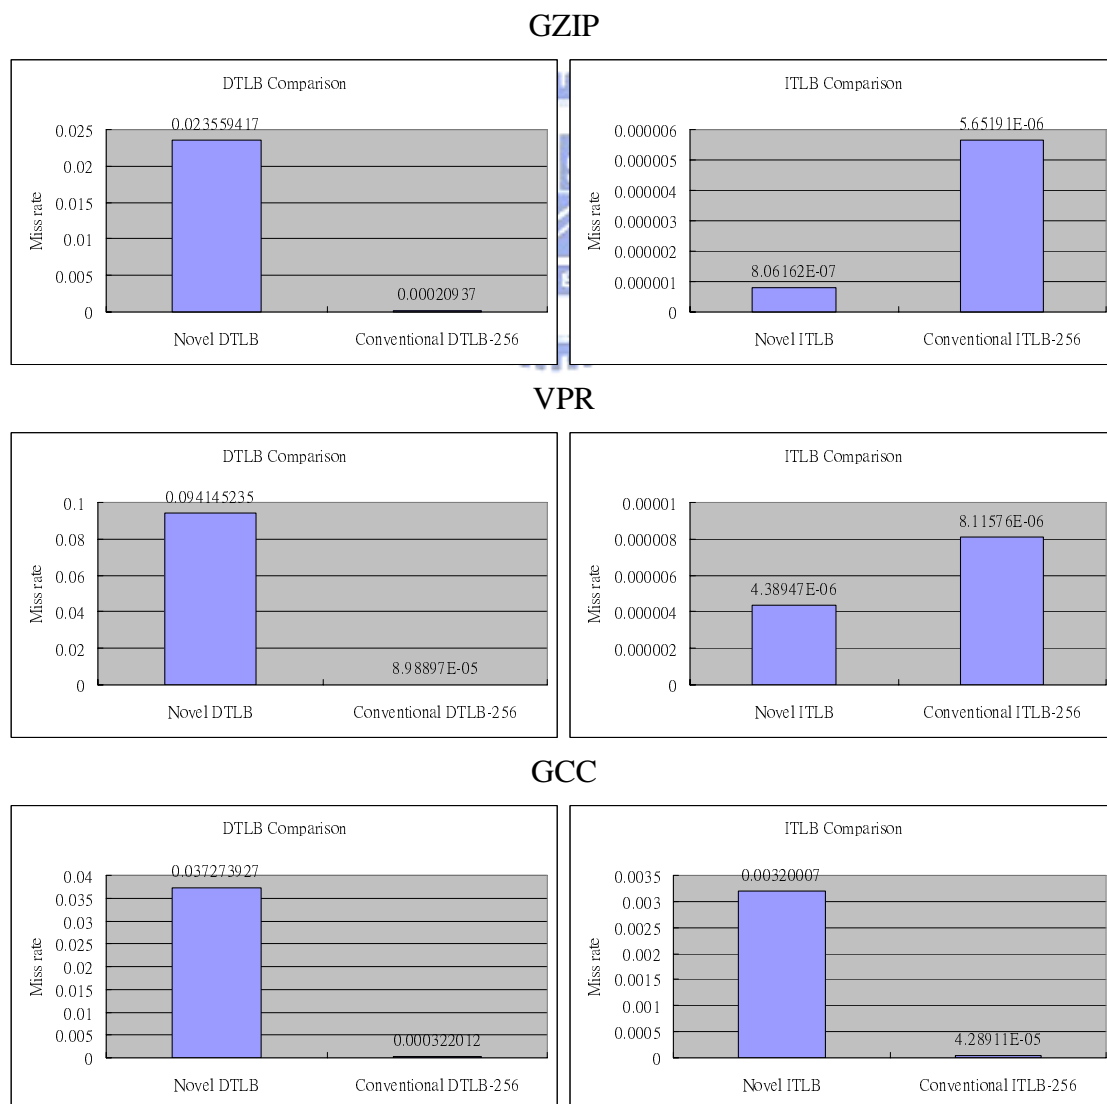 GZIP
DTLB Comparison
Miss rate
0.025
0.02
0.015
0.01
0.005
0
0.023559417
0.00020937
Novel DTLB
Conventional DTLB-256
ITLB Comparison
Miss rate
0.000006
0.000005
0.000004
0.000003
0.000002
0.000001
0
8.06162E-07
5.65191E-06
Novel ITLB
Conventional ITLB-256
VPR
DTLB Comparison
Miss rate
0.1
0.08
0.06
0.04
0.02
0
0.094145235
8.98897E-05
Novel DTLB
Conventional DTLB-256
ITLB Comparison
Miss rate
0.00001
0.000008
0.000006
0.000004
0.000002
0
4.38947E-06
8.11576E-06
Novel ITLB
Conventional ITLB-256
GCC
DTLB Comparison
Miss rate
0.04
0.035
0.03
0.025
0.02
0.015
0.01
0.005
0
0.037273927
0.000322012
Novel DTLB
Conventional DTLB-256
ITLB Comparison
Miss rate
0.0035
0.003
0.0025
0.002
0.0015
0.001
0.0005
0
0.00320007
4.28911E-05
Novel ITLB
Conventional ITLB-256